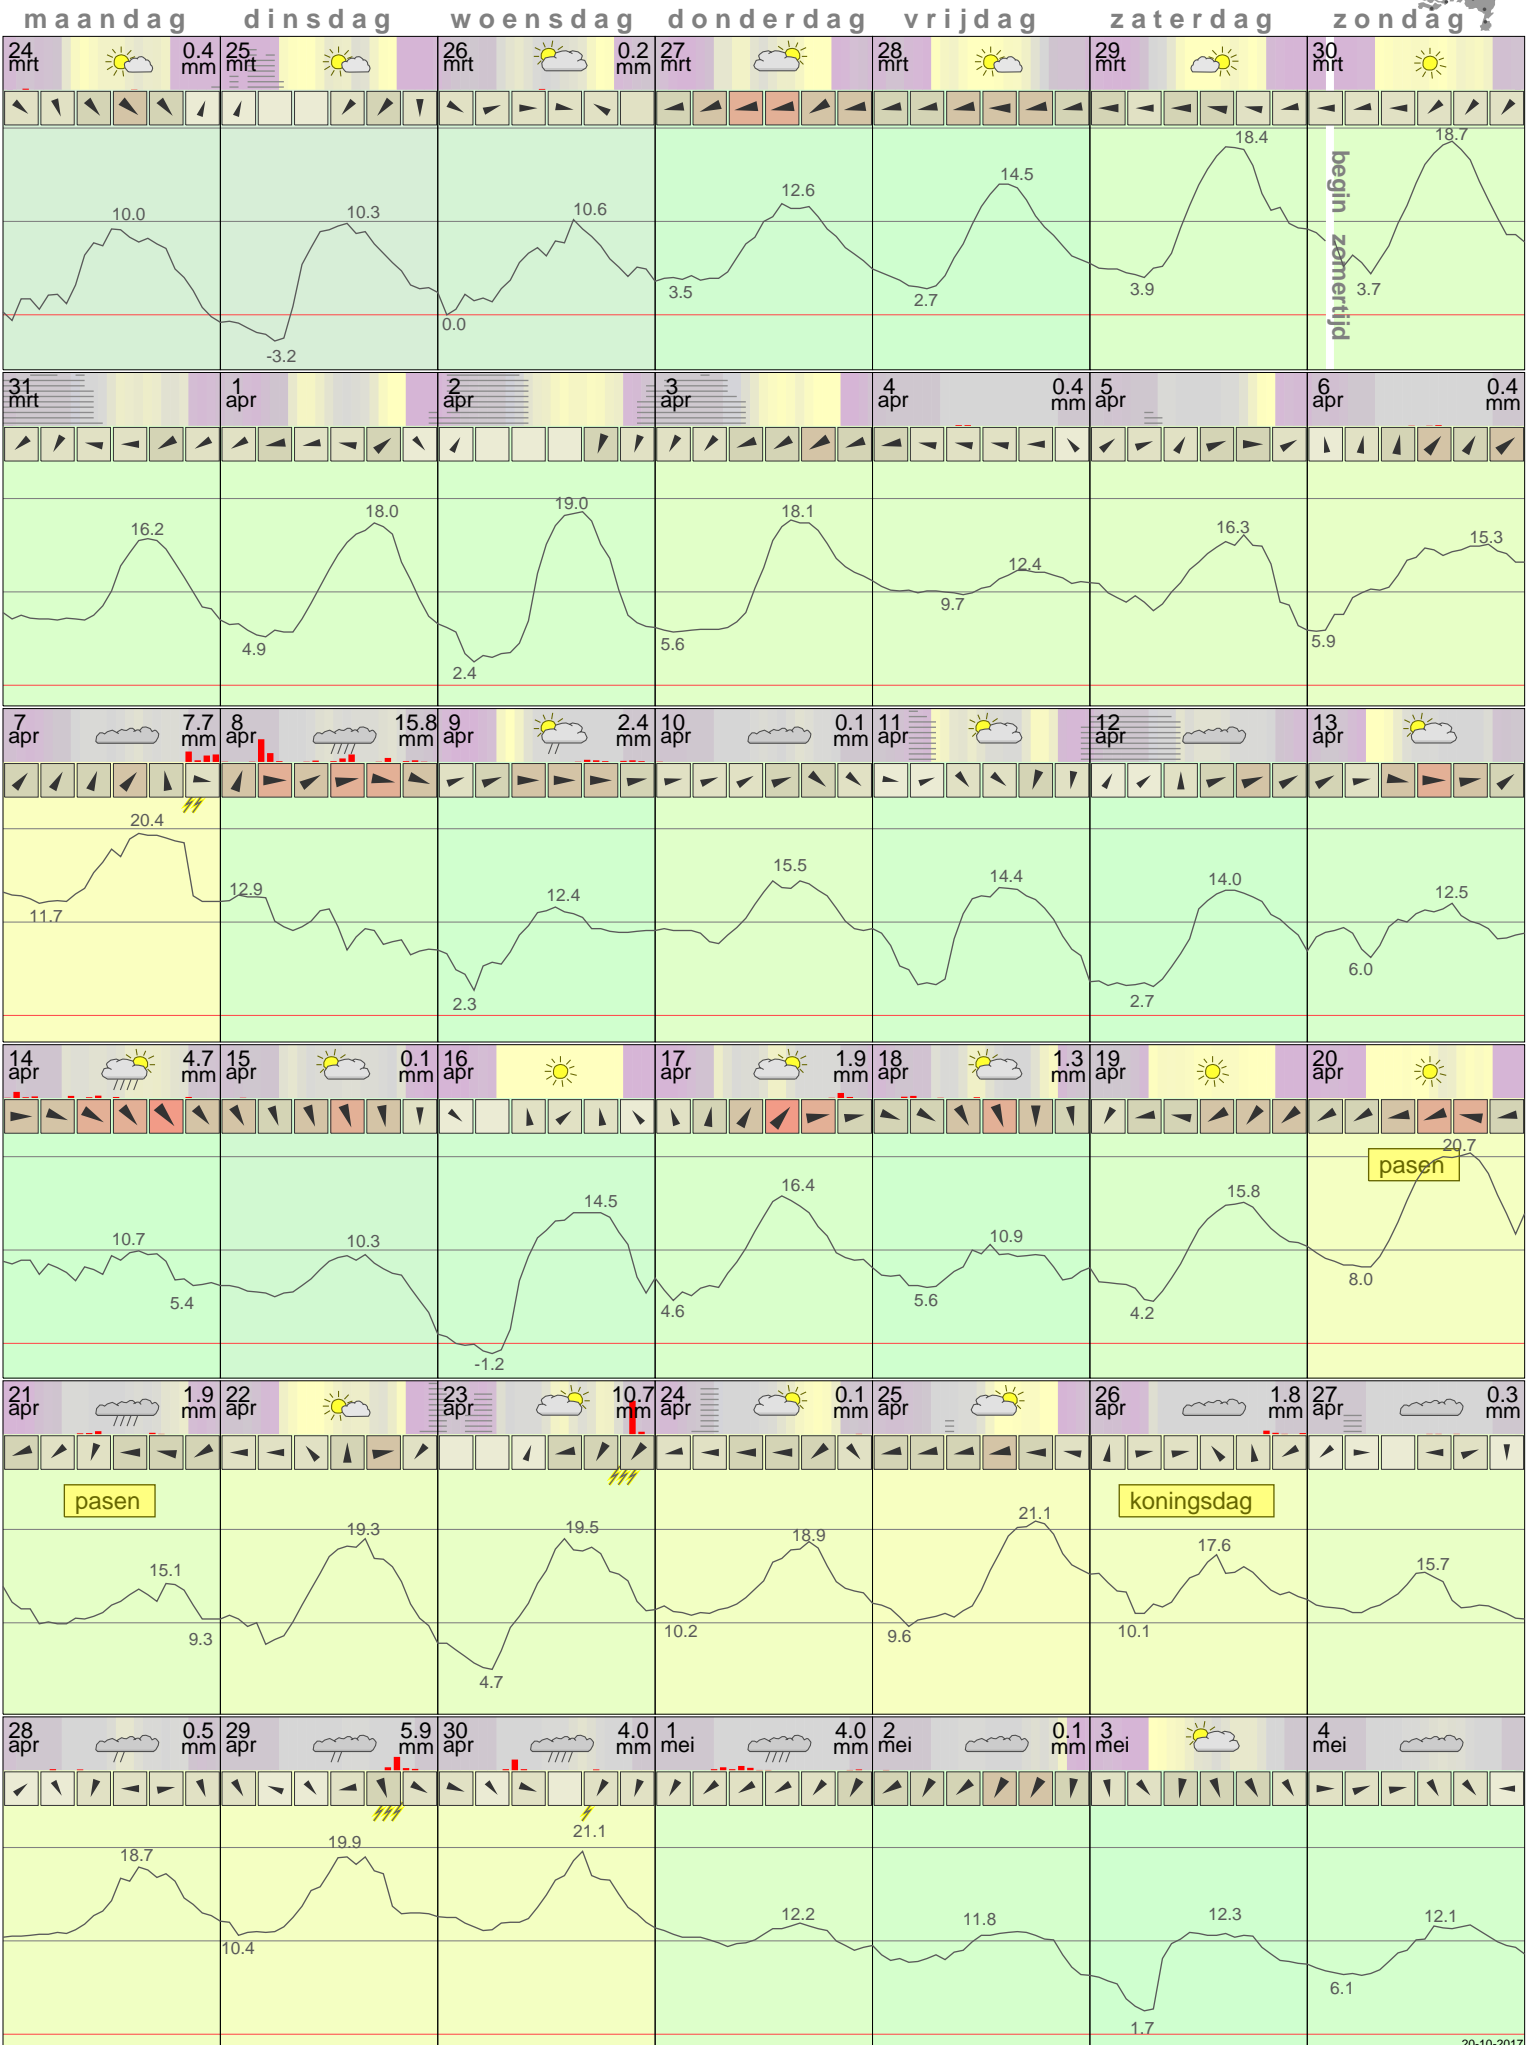 maandag dinsdag woensdag donderdag vrijdag zaterdag zondag
24 mrt 0.4 mm 25 mrt 26 mrt 0.2 mm 27 mrt 28 mrt 29 mrt 30 mrt
10.0 -3.2 10.3 0.0 10.6 3.5 12.6 2.7 14.5 3.9 18.4 3.7 18.7
begin zomertijd
31 mrt 1 apr 2 apr 3 apr 4 apr 0.4 mm 5 apr 6 apr 0.4 mm
16.2 4.9 18.0 2.4 19.0 5.6 18.1 9.7 12.4 16.3 5.9 15.3
7 apr 7.7 mm 8 apr 15.8 mm 9 apr 2.4 mm 10 apr 0.1 mm 11 apr 12 apr 13 apr
11.7 20.4 12.9 2.3 12.4 15.5 14.4 2.7 14.0 6.0 12.5
14 apr 4.7 mm 15 apr 0.1 mm 16 apr 17 apr 1.9 mm 18 apr 1.3 mm 19 apr 20 apr
pasen
10.7 5.4 10.3 -1.2 14.5 4.6 16.4 5.6 10.9 4.2 15.8 8.0 20.7
21 apr 1.9 mm 22 apr 23 apr 10.7 mm 24 apr 0.1 mm 25 apr 26 apr 1.8 mm 27 apr 0.3 mm
pasen koningsdag
15.1 9.3 19.3 4.7 19.5 10.2 18.9 9.6 21.1 10.1 17.6 15.7
28 apr 0.5 mm 29 apr 5.9 mm 30 apr 4.0 mm 1 mei 4.0 mm 2 mei 0.1 mm 3 mei 4 mei
18.7 10.4 19.9 21.1 12.2 11.8 1.7 12.3 6.1 12.1
20-10-2017